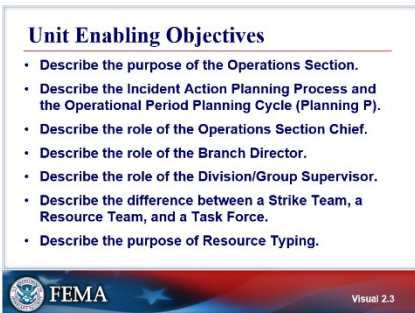 Unit Enabling Objectives
• Describe the purpose of the Operations Section.
• Describe the Incident Action Planning Process and
the Operational Period Planning Cycle (Planning P).
• Describe the role of the Operations Section Chief.
• Describe the role of the Branch Director.
• Describe the role of the Division/Group Supervisor.
• Describe the difference between a Strike Team, a
Resource Team, and a Task Force.
• Describe the purpose of Resource Typing.
FEMA
Visual 2.3